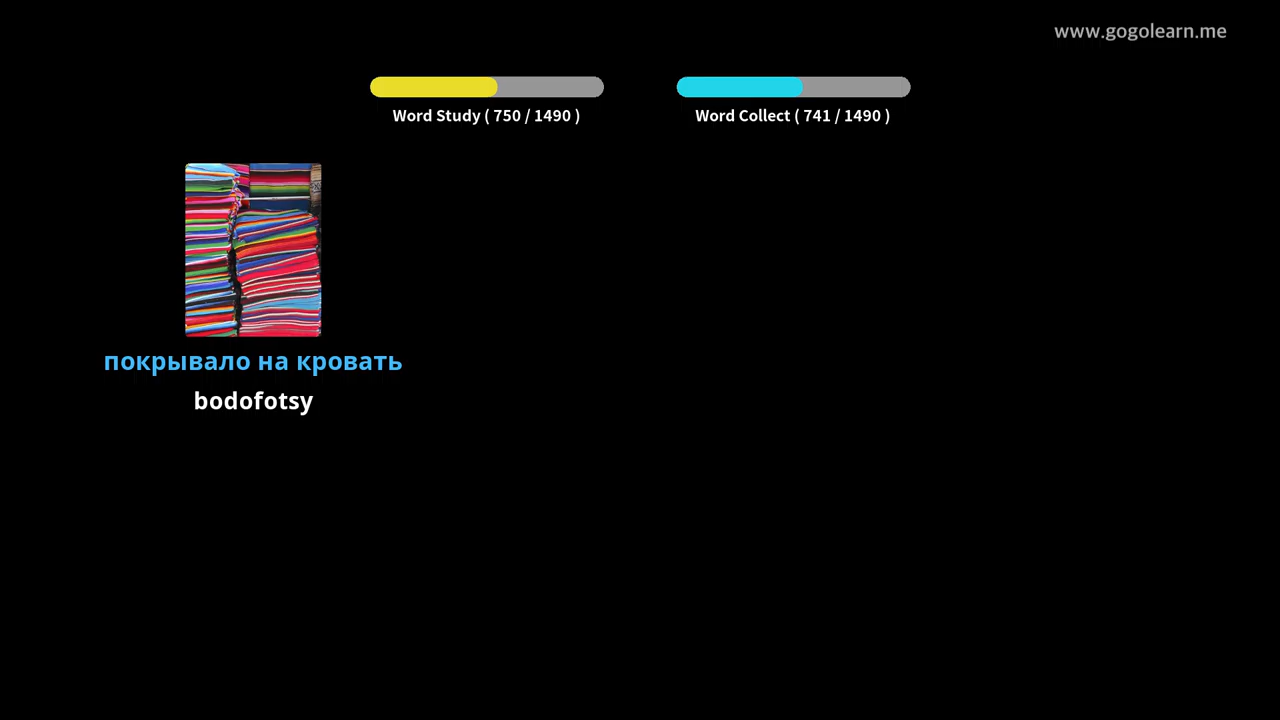 www.gogolearn.me
Word Study ( 750 / 1490 )
Word Collect ( 741 / 1490 )
покрывало на кровать
bodofotsy